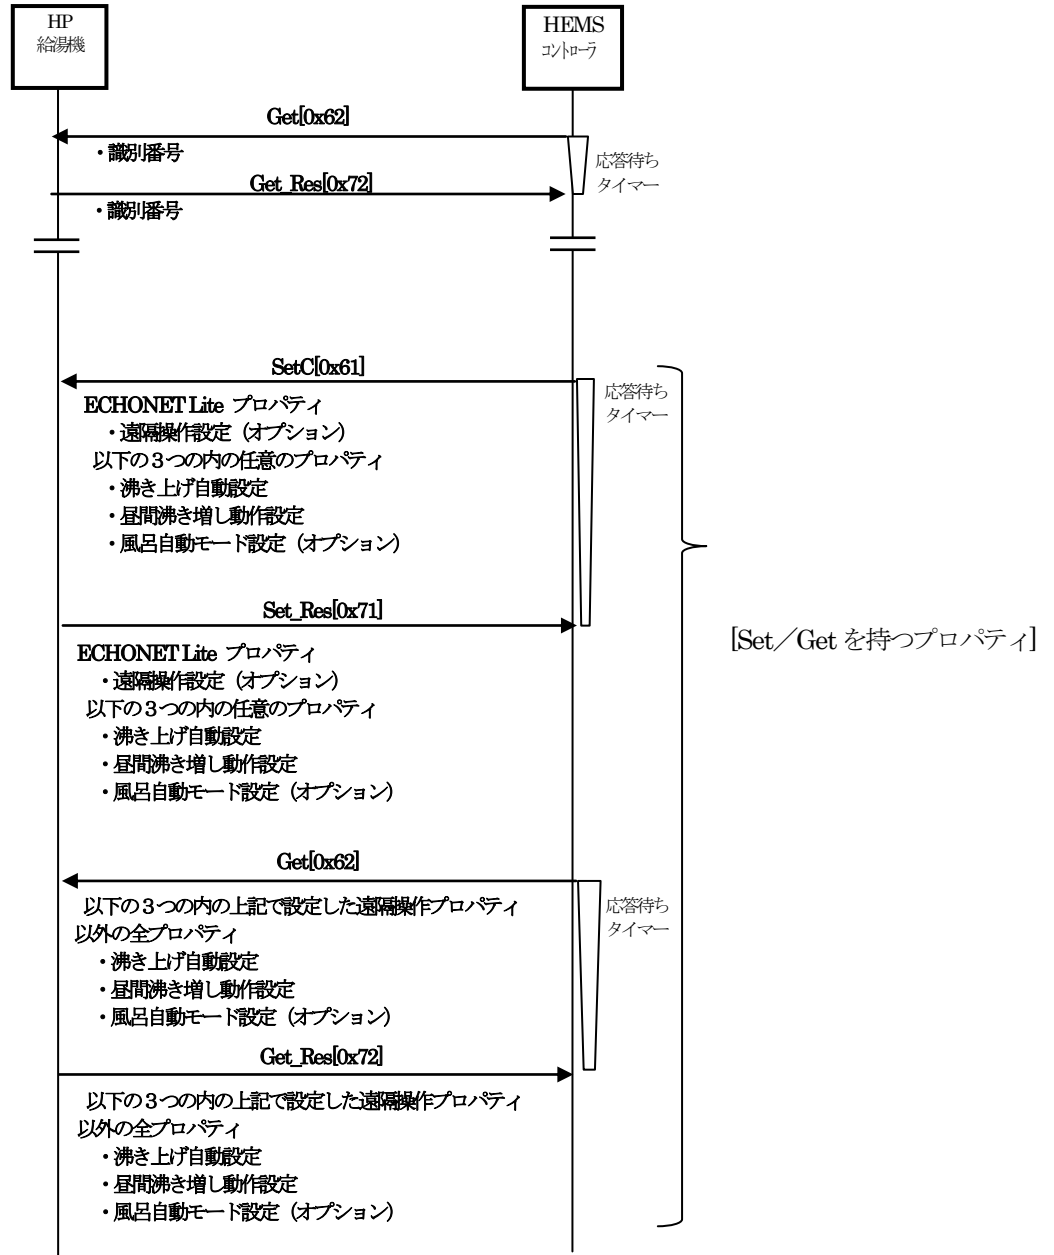 HP
給湯機
HEMS
コントローラ
Get[0x62]
・識別番号
応答待ち
タイマー
Get_Res[0x72]
・識別番号
SetC[0x61]
応答待ち
タイマー
ECHONET Lite プロパティ
・遠隔操作設定（オプション）
以下の３つの内の任意のプロパティ
・沸き上げ自動設定
・昼間沸き増し動作設定
・風呂自動モード設定（オプション）
Set_Res[0x71]
[Set／Get を持つプロパティ]
ECHONET Lite プロパティ
・遠隔操作設定（オプション）
以下の３つの内の任意のプロパティ
・沸き上げ自動設定
・昼間沸き増し動作設定
・風呂自動モード設定（オプション）
Get[0x62]
応答待ち
タイマー
以下の３つの内の上記で設定した遠隔操作プロパティ
以外の全プロパティ
・沸き上げ自動設定
・昼間沸き増し動作設定
・風呂自動モード設定（オプション）
Get_Res[0x72]
以下の３つの内の上記で設定した遠隔操作プロパティ
以外の全プロパティ
・沸き上げ自動設定
・昼間沸き増し動作設定
・風呂自動モード設定（オプション）